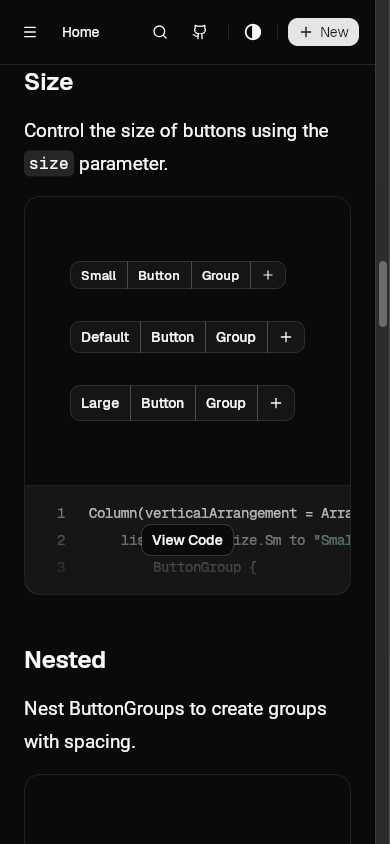 Home
New
Size
Control the size of buttons using the
size parameter.
Small Button Group +
Default Button Group +
Large Button Group +
1 Column(verticalArrangement = Arra
2 lis ize.Sm to "Smal
View Code
3 ButtonGroup {
Nested
Nest ButtonGroups to create groups
with spacing.